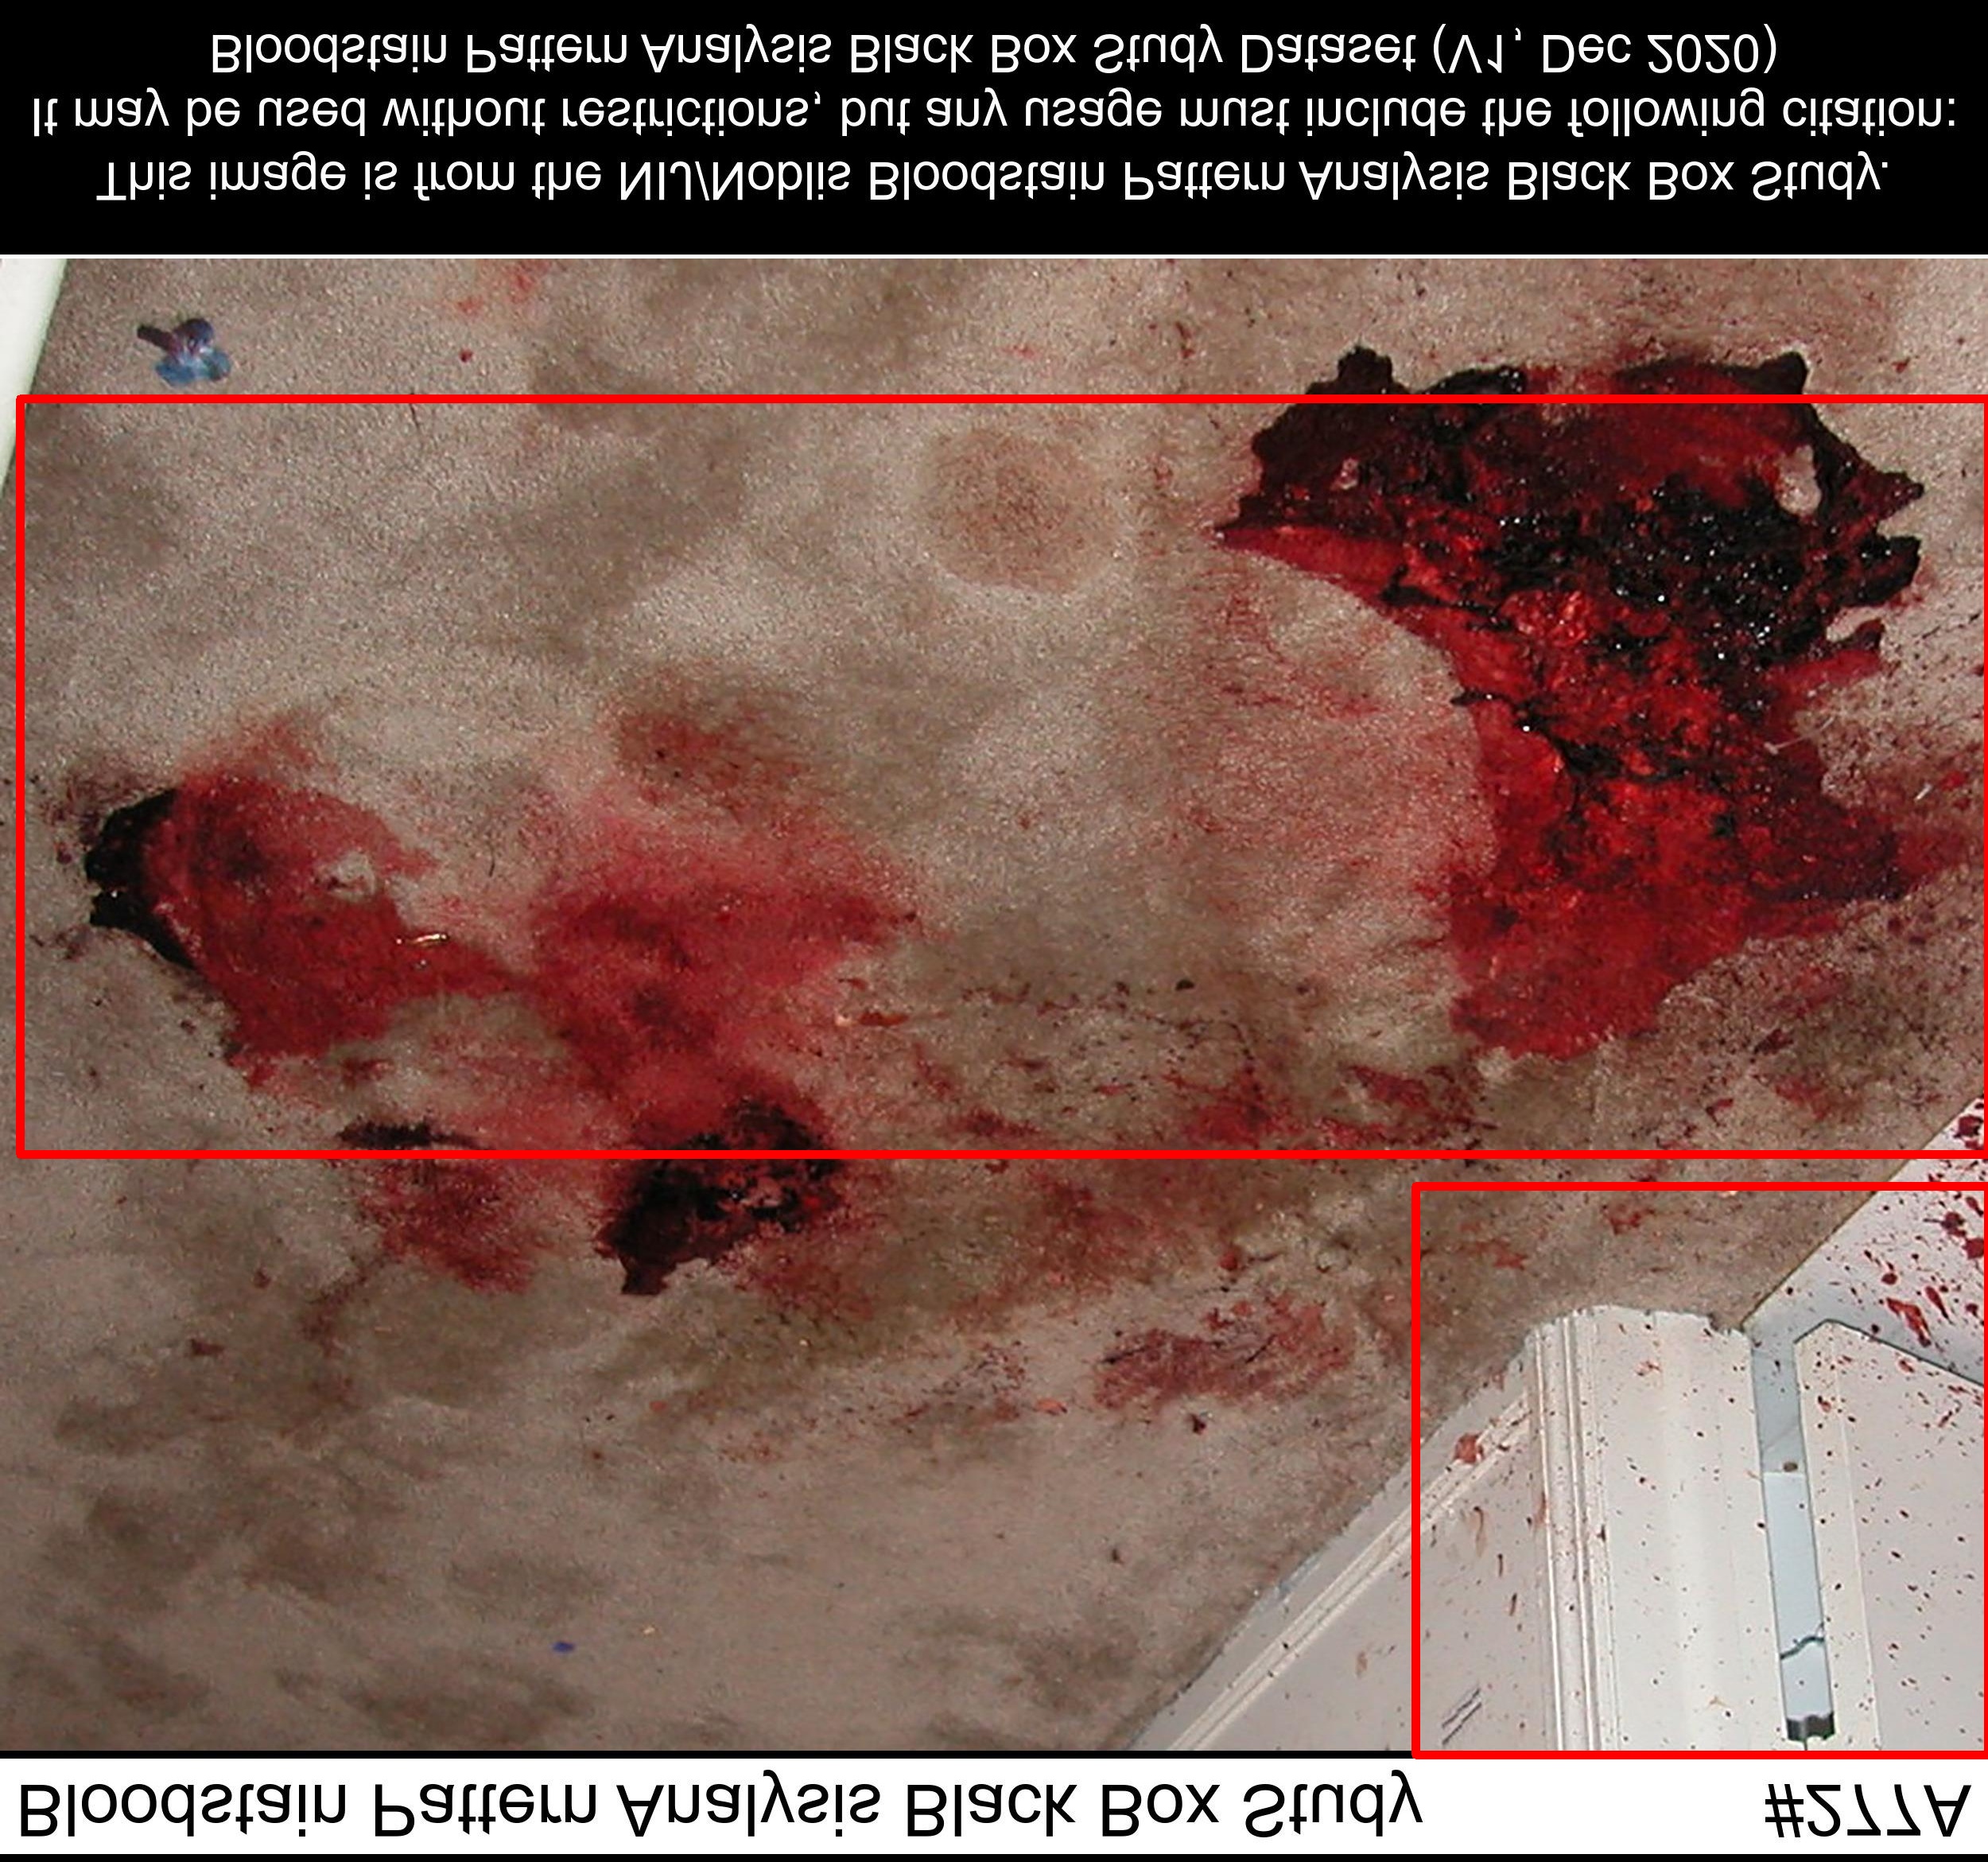 Bloodstain Pattern Analysis Black Box Study #277A
This image is from the NIJ/Noblis Bloodstain Pattern Analysis Black Box Study.
It may be used without restrictions, but any usage must include the following citation:
Bloodstain Pattern Analysis Black Box Study Dataset (V1, Dec 2020)